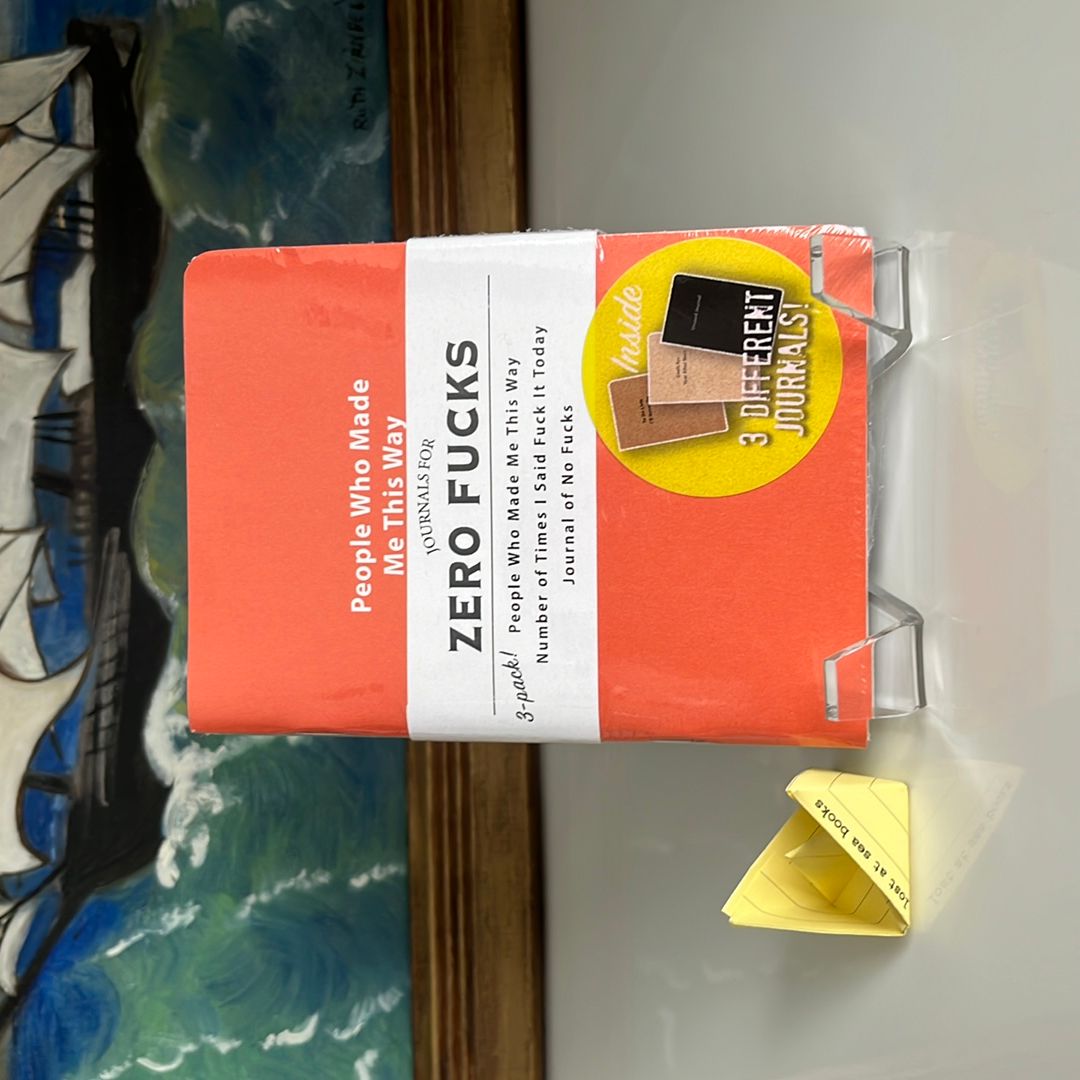 People Who Made
Me This Way
JOURNALS FOR
ZERO FUCKS
3-pack! People Who Made Me This Way
Number of Times I Said Fuck It Today
Journal of No Fucks
Inside
3 DIFFERENT
JOURNALS!
lost at sea books
RUTH